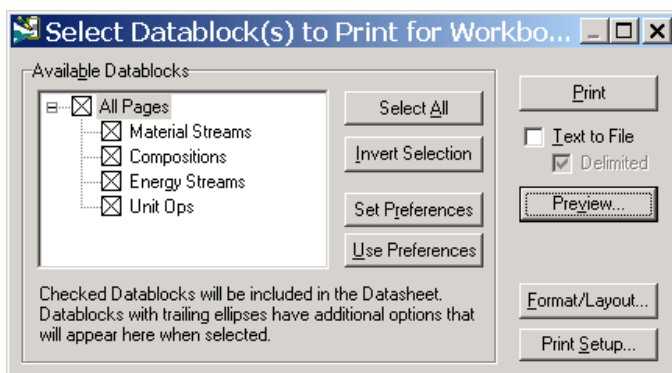 Select Datablock(s) to Print for Workbo...
Available Datablocks
All Pages
Material Streams
Compositions
Energy Streams
Unit Ops
Select All
Invert Selection
Set Preferences
Use Preferences
Checked Datablocks will be included in the Datasheet.
Datablocks with trailing ellipses have additional options that
will appear here when selected.
Print
Text to File
Delimited
Preview...
Format/Layout...
Print Setup...